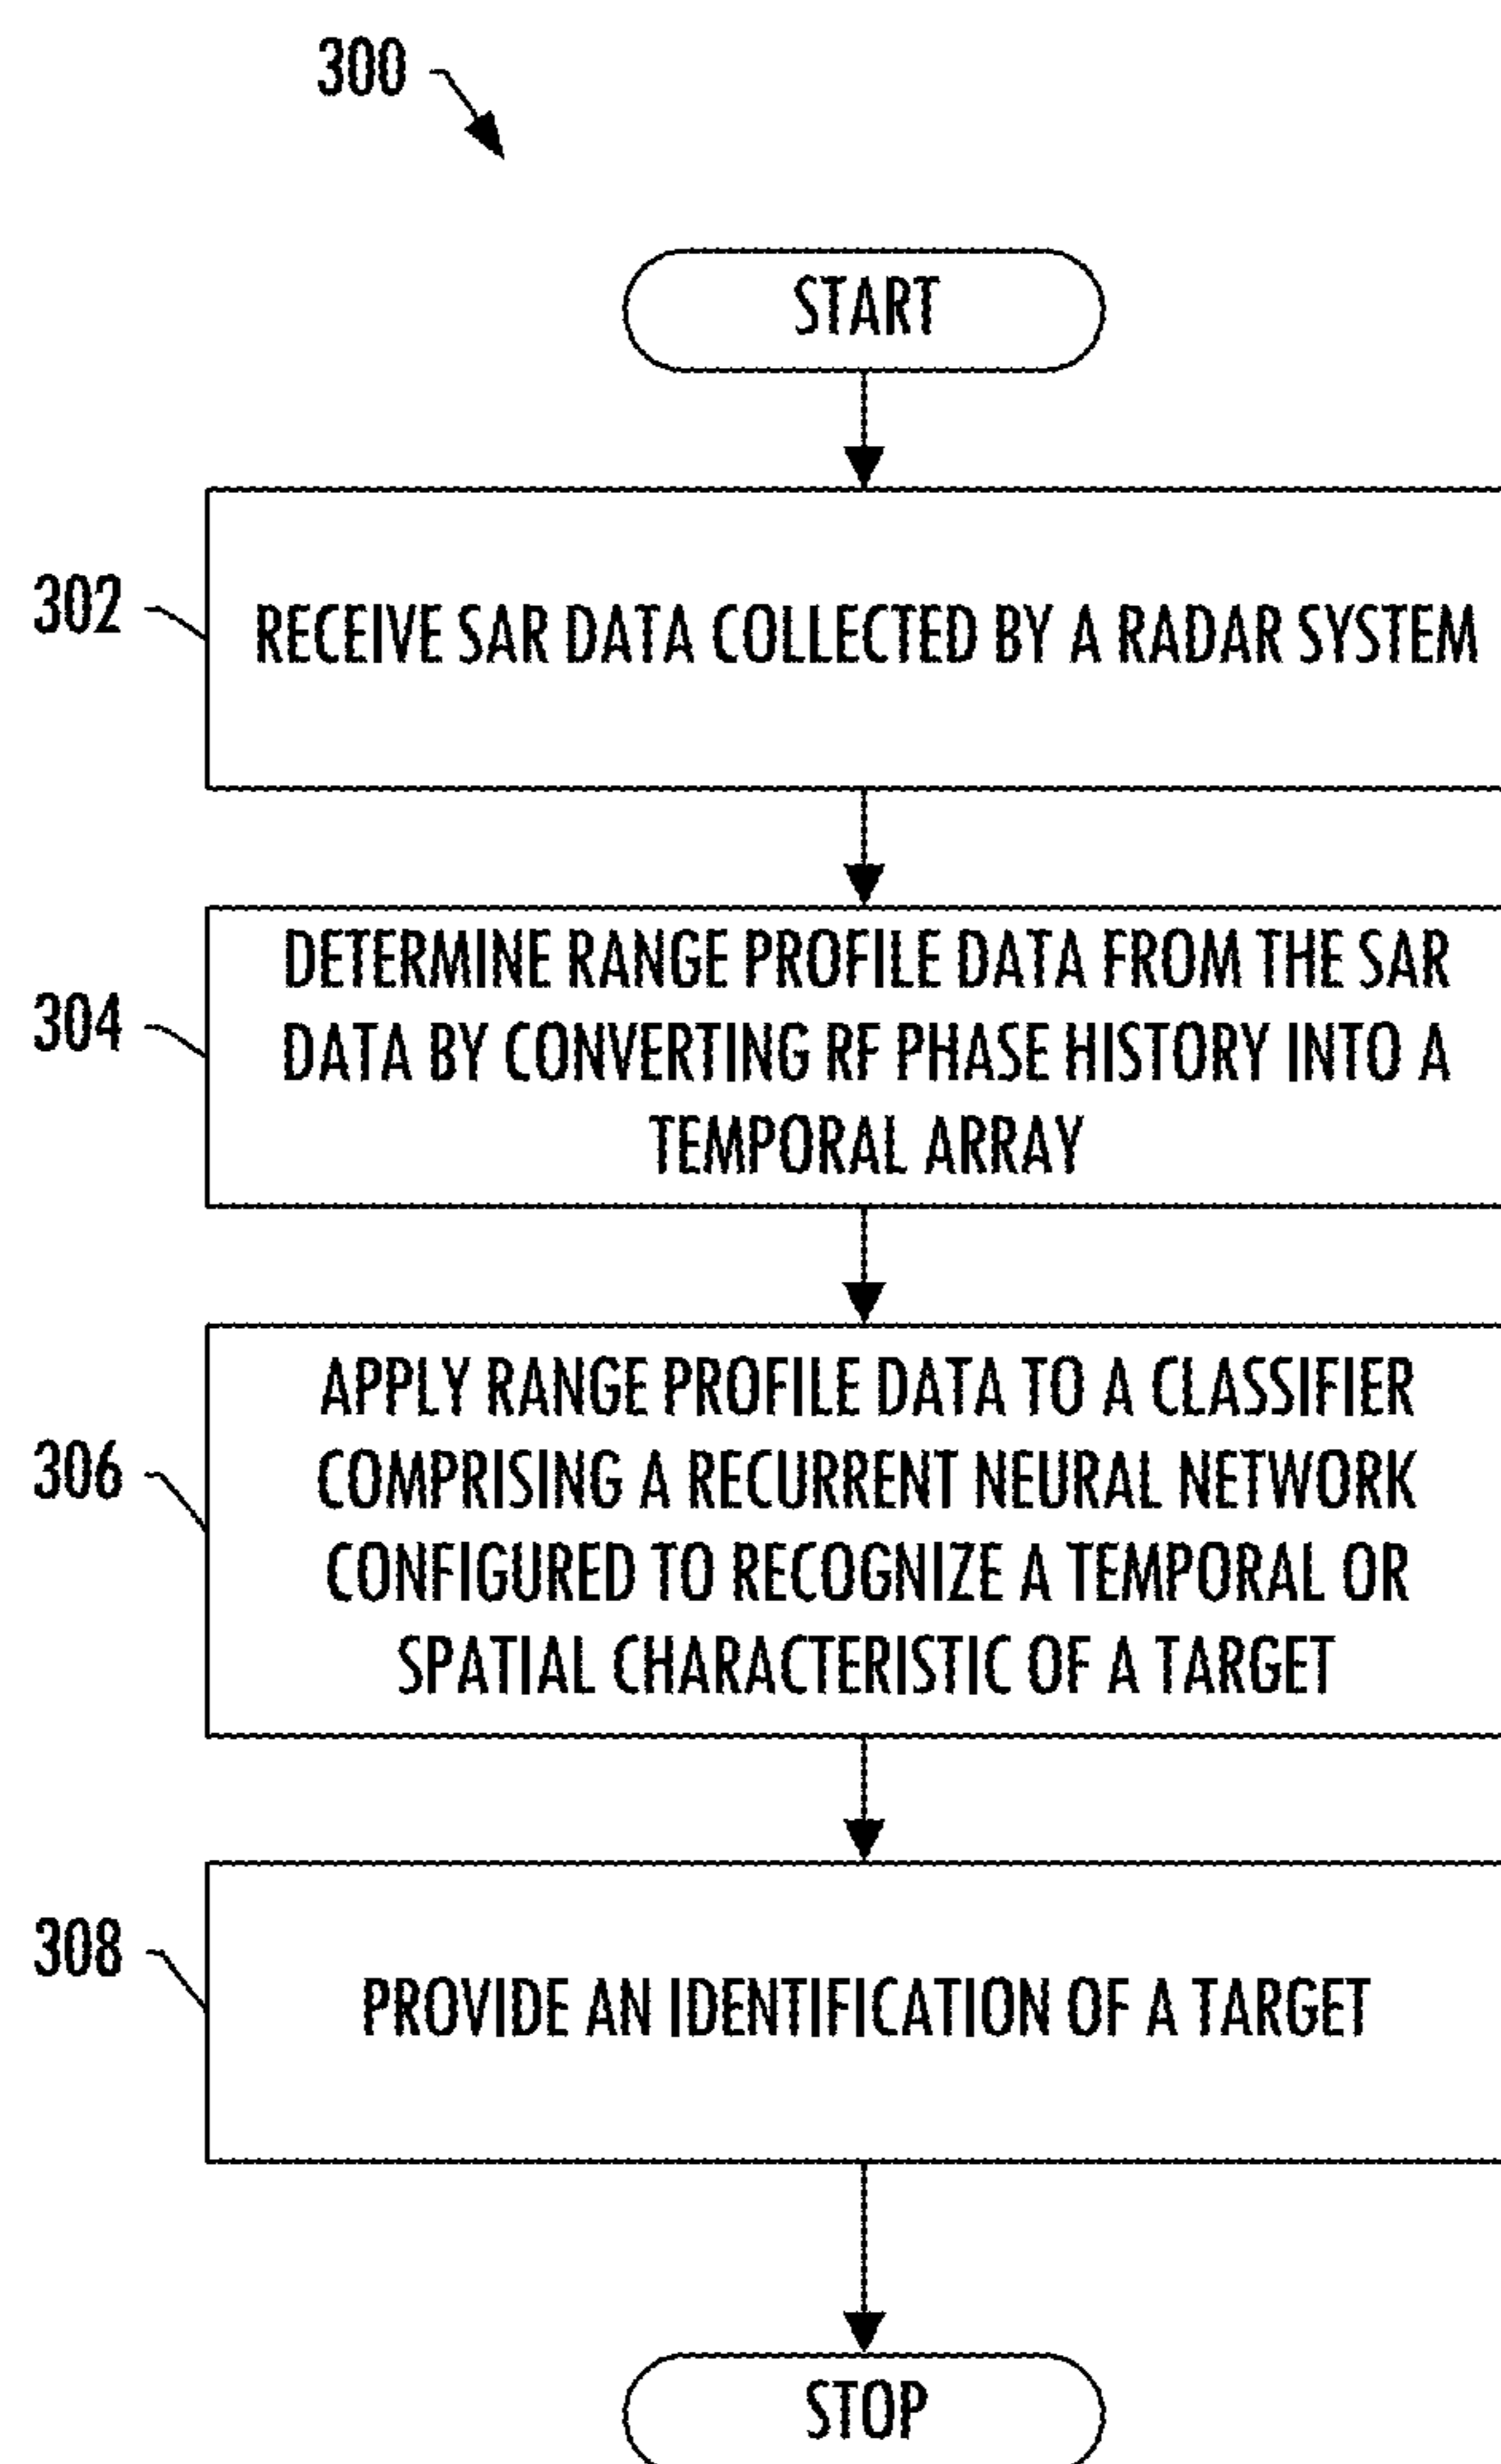 300
START
302
RECEIVE SAR DATA COLLECTED BY A RADAR SYSTEM
304
DETERMINE RANGE PROFILE DATA FROM THE SAR
DATA BY CONVERTING RF PHASE HISTORY INTO A
TEMPORAL ARRAY
306
APPLY RANGE PROFILE DATA TO A CLASSIFIER
COMPRISING A RECURRENT NEURAL NETWORK
CONFIGURED TO RECOGNIZE A TEMPORAL OR
SPATIAL CHARACTERISTIC OF A TARGET
308
PROVIDE AN IDENTIFICATION OF A TARGET
STOP